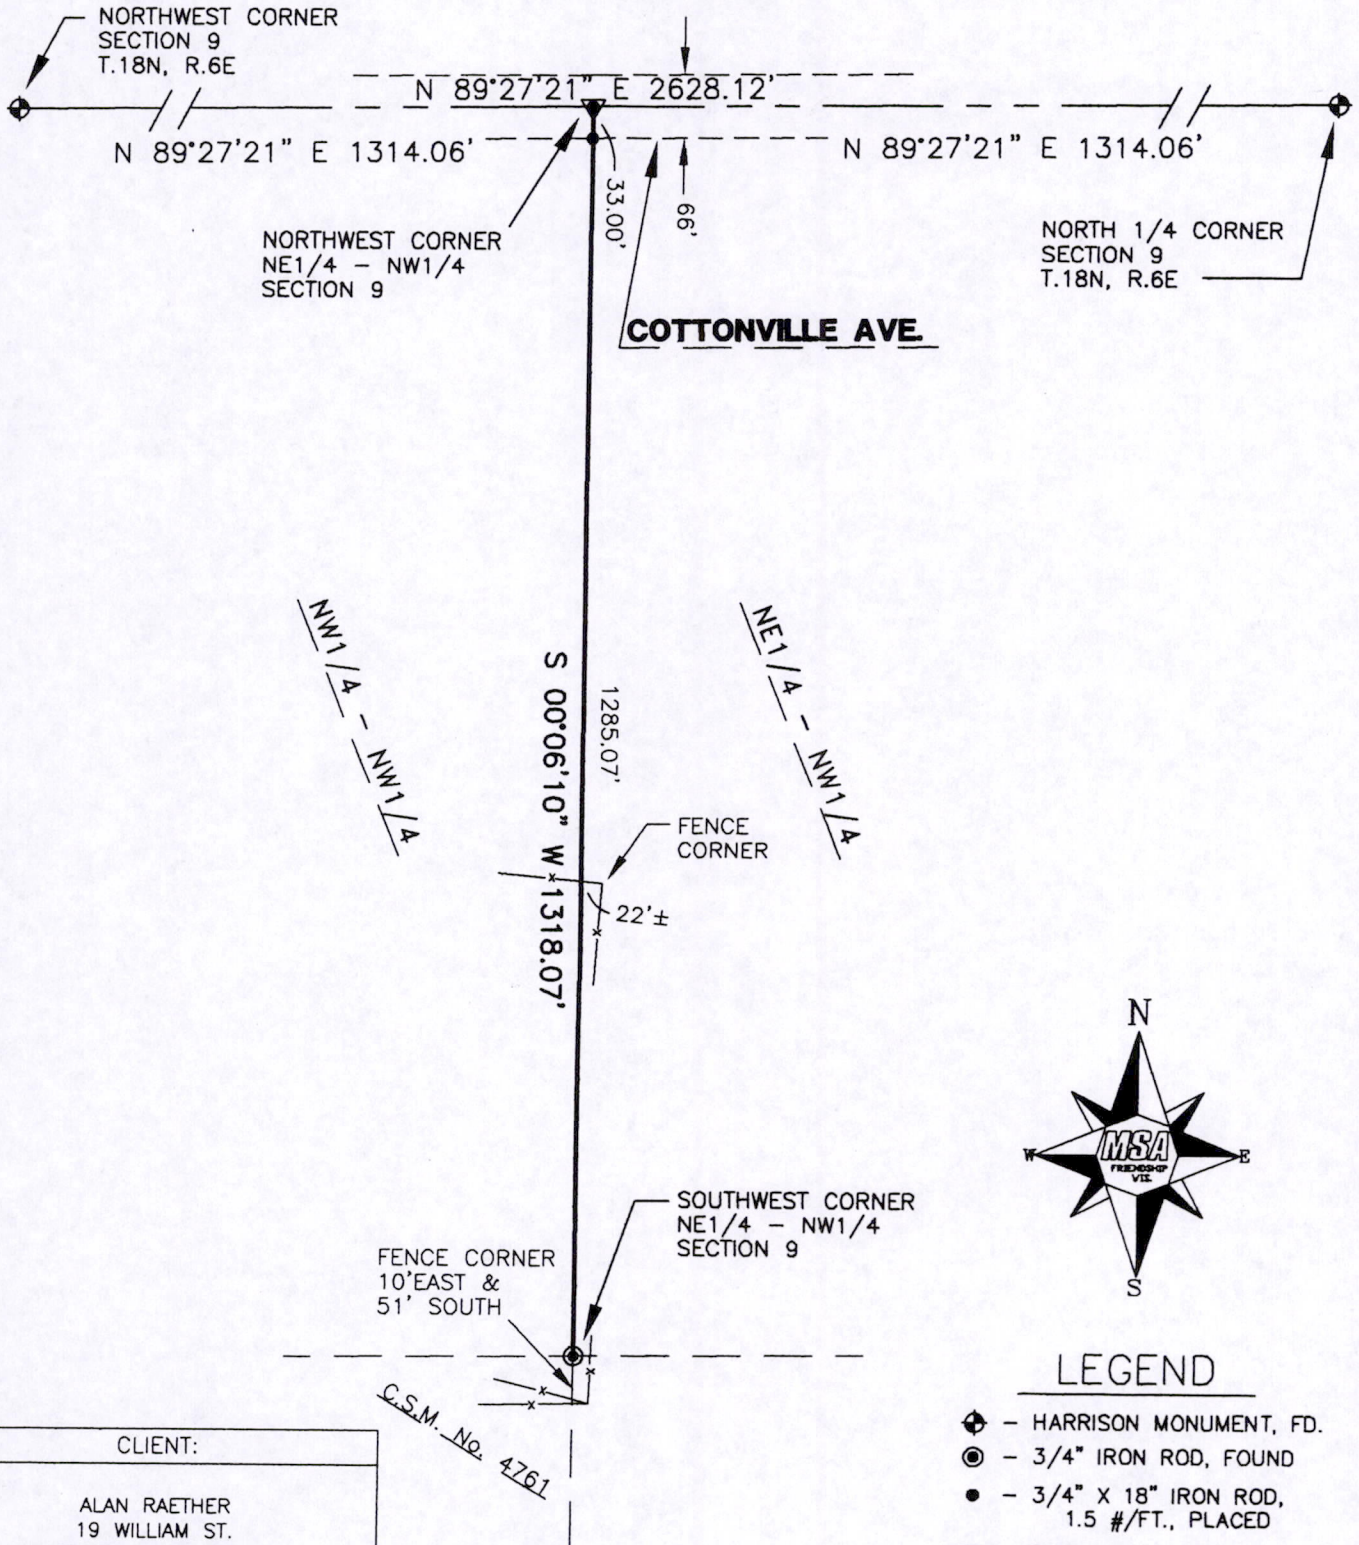 NORTHWEST CORNER
SECTION 9
T.18N, R.6E
N 89°27'21" E 2628.12'
N 89°27'21" E 1314.06'
N 89°27'21" E 1314.06'
33.00'
66'
NORTHWEST CORNER
NE1/4 - NW1/4
SECTION 9
NORTH 1/4 CORNER
SECTION 9
T.18N, R.6E
COTTONVILLE AVE.
NW1/4 - NW1/4
NE1/4 - NW1/4
S 00°06'10" W 1318.07'
1285.07'
FENCE
CORNER
22'±
N
W
E
MSA
FRIENDSHIP
WIS.
S
SOUTHWEST CORNER
NE1/4 - NW1/4
SECTION 9
FENCE CORNER
10'EAST &
51' SOUTH
C.S.M. No. 4761
CLIENT:
ALAN RAETHER
19 WILLIAM ST.
LEGEND
- HARRISON MONUMENT, FD.
- 3/4" IRON ROD, FOUND
- 3/4" X 18" IRON ROD,
1.5 #/FT., PLACED